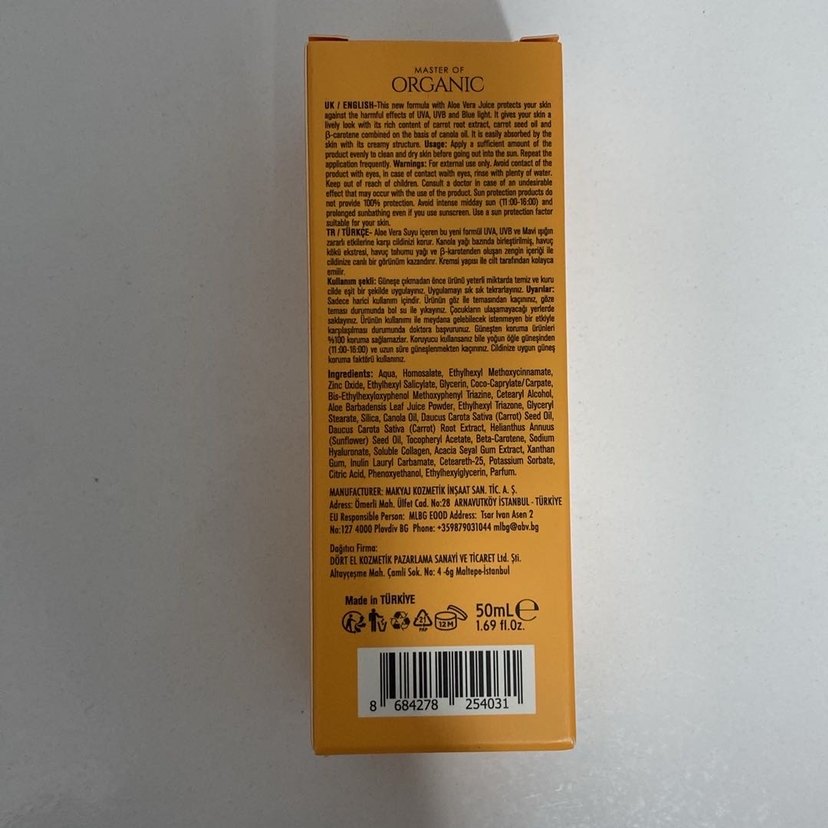 MASTER OF
ORGANIC
UK / ENGLISH-This new formula with Aloe Vera Juice protects your skin
against the harmful effects of UVA, UVB and Blue light. It gives your skin a
lively look with its rich content of carrot root extract, carrot seed oil and
β-carotene combined on the basis of canola oil. It is easily absorbed by the
skin with its creamy structure. Usage: Apply a sufficient amount of the
product evenly to clean and dry skin before going out into the sun. Repeat the
application frequently. Warnings: For external use only. Avoid contact of the
product with eyes, in case of contact waith eyes, rinse with plenty of water.
Keep out of reach of children. Consult a doctor in case of an undesirable
effect that may occur with the use of the product. Sun protection products do
not provide 100% protection. Avoid intense midday sun (11:00-16:00) and
prolonged sunbathing even if you use sunscreen. Use a sun protection factor
suitable for your skin.
TR / TÜRKÇE- Aloe Vera Suyu içeren bu yeni formül UVA, UVB ve Mavi ışığın
zararlı etkilerine karşı cildinizi korur. Kanola yağı bazında birleştirilmiş, havuç
kökü ekstresi, havuç tohumu yağı ve β-karotenden oluşan zengin içeriği ile
cildinize canlı bir görünüm kazandırır. Kremsi yapısı ile cilt tarafından kolayca
emilir.
Kullanım şekli: Güneşe çıkmadan önce ürünü yeterli miktarda temiz ve kuru
cilde eşit bir şekilde uygulayınız. Uygulamayı sık sık tekrarlayınız. Uyarılar:
Sadece harici kullanım içindir. Ürünün göz ile temasından kaçınınız, göze
teması durumunda bol su ile yıkayınız. Çocukların ulaşamayacağı yerlerde
saklayınız. Ürünün kullanımı ile meydana gelebilecek istenmeyen bir etkiyle
karşılaşılması durumunda doktora başvurunuz. Güneşten koruma ürünleri
%100 koruma sağlamazlar. Koruyucu kullansanız bile yoğun öğle güneşinden
(11:00-16:00) ve uzun süre güneşlenmekten kaçınınız. Cildinize uygun güneş
koruma faktörü kullanınız.
Ingredients: Aqua, Homosalate, Ethylhexyl Methoxycinnamate,
Zinc Oxide, Ethylhexyl Salicylate, Glycerin, Coco-Caprylate/Carpate,
Bis-Ethylhexyloxyphenol Methoxyphenyl Triazine, Cetearyl Alcohol,
Aloe Barbadensis Leaf Juice Powder, Ethylhexyl Triazone, Glyceryl
Stearate, Silica, Canola Oil, Daucus Carota Sativa (Carrot) Seed Oil,
Daucus Carota Sativa (Carrot) Root Extract, Helianthus Annuus
(Sunflower) Seed Oil, Tocopheryl Acetate, Beta-Carotene, Sodium
Hyaluronate, Soluble Collagen, Acacia Seyal Gum Extract, Xanthan
Gum, Inulin Lauryl Carbamate, Ceteareth-25, Potassium Sorbate,
Citric Acid, Phenoxyethanol, Ethylhexylglycerin, Parfum.
MANUFACTURER: MAKYAJ KOZMETİK İNŞAAT SAN. TİC. A. Ş.
Adress: Ömerli Mah. Ülfet Cad. No:28 ARNAVUTKÖY İSTANBUL - TÜRKİYE
EU Responsible Person: MLBG EOOD Address: Tsar Ivan Asen 2
No:127 4000 Plovdiv BG Phone: +359879031044 mlbg@abv.bg
Dağıtıcı Firma:
DÖRT EL KOZMETİK PAZARLAMA SANAYİ VE TİCARET Ltd. Şti.
Altayçeşme Mah. Çamlı Sok. No: 4 -6g Maltepe-İstanbul
Made in TÜRKİYE
21
PAP
12M
50mLe
1.69 fl.Oz.
8 684278 254031